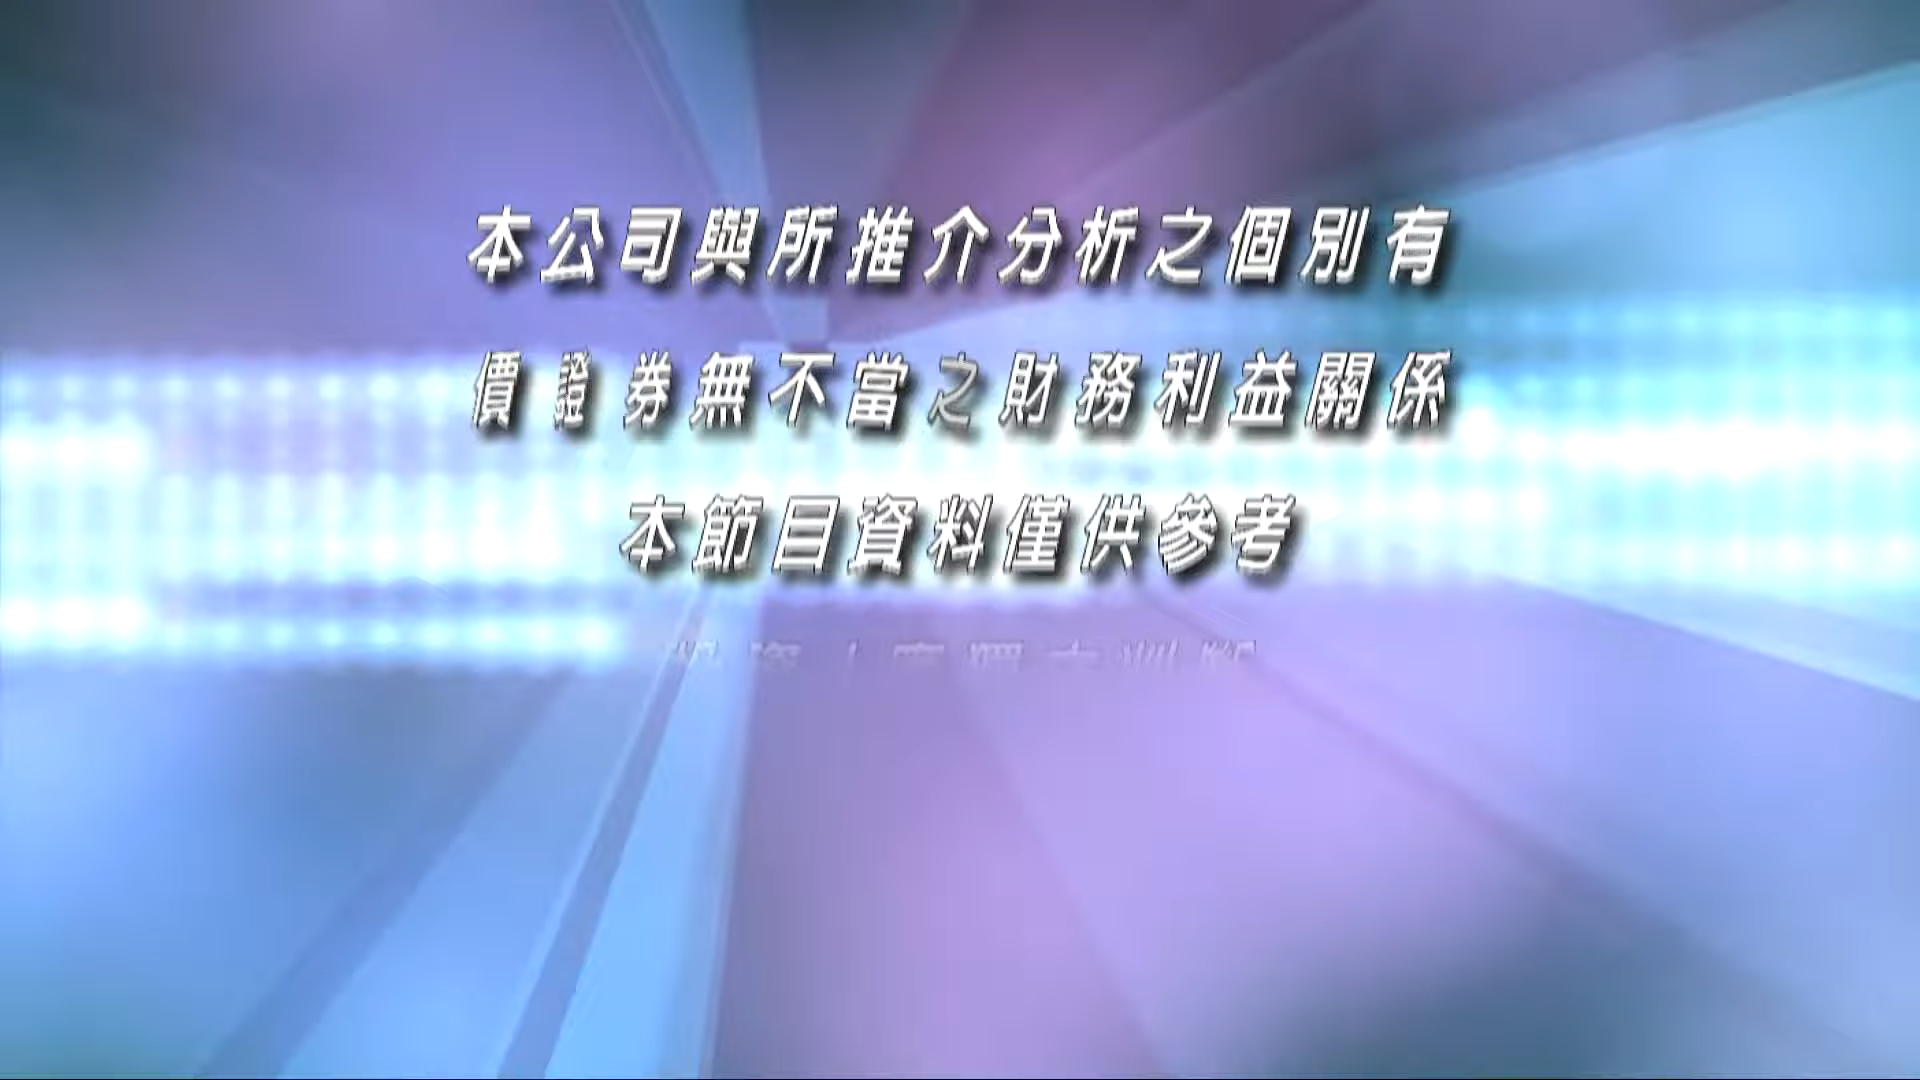 本公司與所推介分析之個別有
價證券無不當之財務利益關係
本節目資料僅供參考